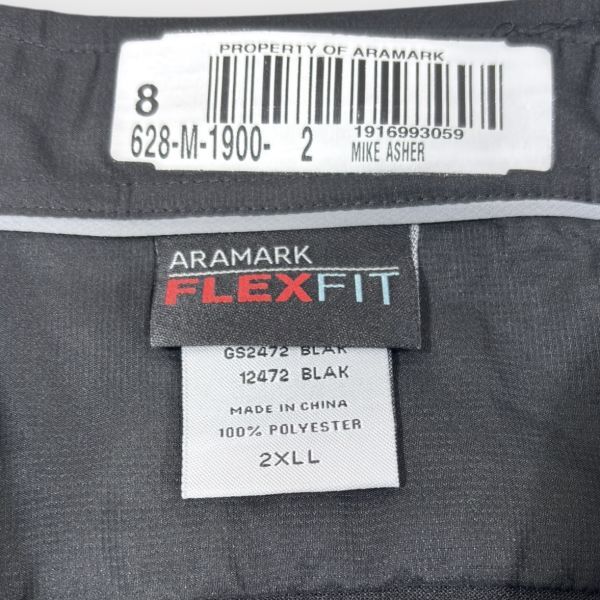 PROPERTY OF ARAMARK
8
1916993059
628-M-1900- 2 MIKE ASHER
ARAMARK
FLEXFIT
GS2472 BLAK
12472 BLAK
MADE IN CHINA
100% POLYESTER
2XLL